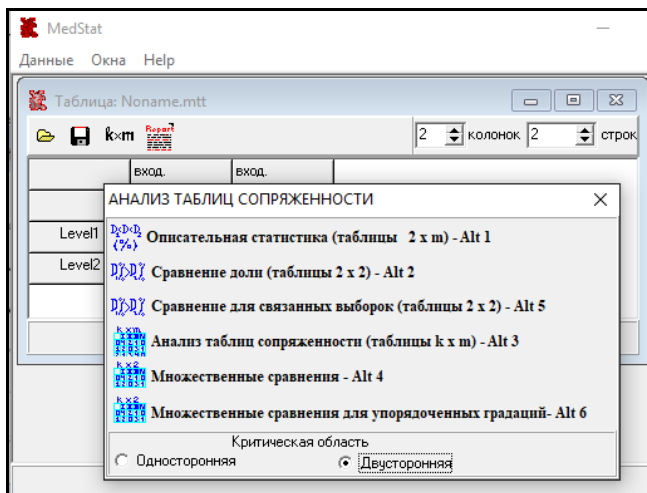 MedStat
Данные Окна Help
Таблица: Noname.mtt
k×m Report 2 колонок 2 строк
вход. вход.
АНАЛИЗ ТАБЛИЦ СОПРЯЖЕННОСТИ
Level1
Описательная статистика (таблицы 2 x m) - Alt 1
Level2
Сравнение доли (таблицы 2 x 2) - Alt 2
Сравнение для связанных выборок (таблицы 2 x 2) - Alt 5
Анализ таблиц сопряженности (таблицы k x m) - Alt 3
Множественные сравнения - Alt 4
Множественные сравнения для упорядоченных градаций- Alt 6
Критическая область
Односторонняя Двусторонняя